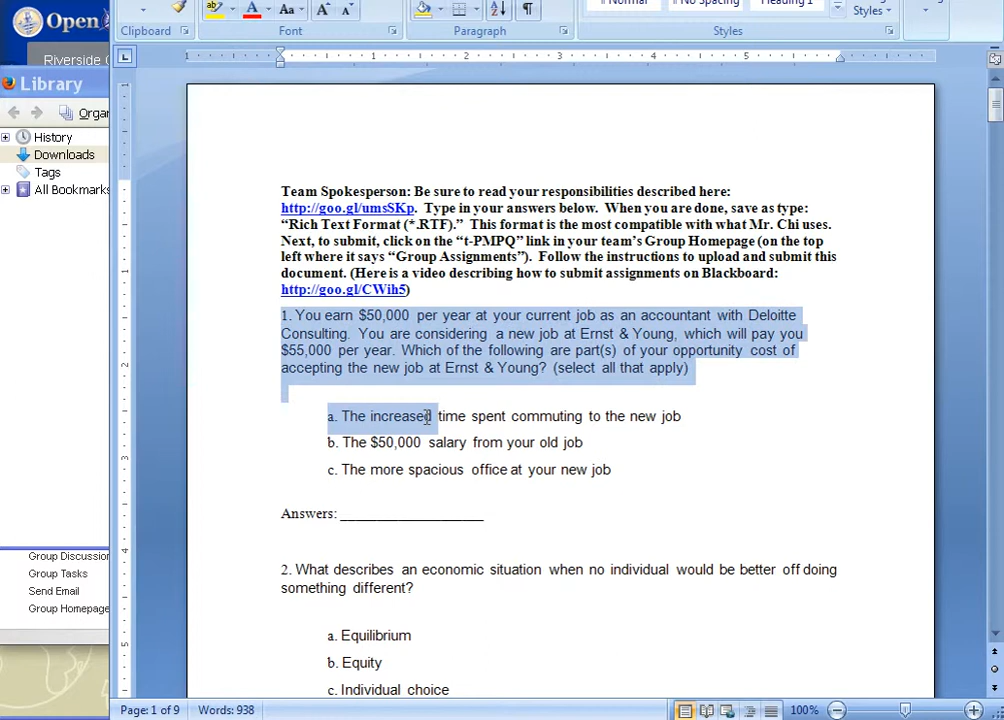 Open
Riverside C
Library
Organ
History
Downloads
Tags
All Bookmarks
Group Discussion
Group Tasks
Send Email
Group Homepage
Aa
A
Normal
No Spacing
Heading 1
Styles
Clipboard
Font
Paragraph
Styles
Team Spokesperson: Be sure to read your responsibilities described here:
http://goo.gl/umsSKp. Type in your answers below. When you are done, save as type:
“Rich Text Format (*.RTF).” This format is the most compatible with what Mr. Chi uses.
Next, to submit, click on the “t-PMPQ” link in your team’s Group Homepage (on the top
left where it says “Group Assignments”). Follow the instructions to upload and submit this
document. (Here is a video describing how to submit assignments on Blackboard:
http://goo.gl/CWih5)
1. You earn $50,000 per year at your current job as an accountant with Deloitte
Consulting. You are considering a new job at Ernst & Young, which will pay you
$55,000 per year. Which of the following are part(s) of your opportunity cost of
accepting the new job at Ernst & Young? (select all that apply)
a. The increased time spent commuting to the new job
b. The $50,000 salary from your old job
c. The more spacious office at your new job
Answers: ____________________
2. What describes an economic situation when no individual would be better off doing
something different?
a. Equilibrium
b. Equity
c. Individual choice
Page: 1 of 9
Words: 938
100%